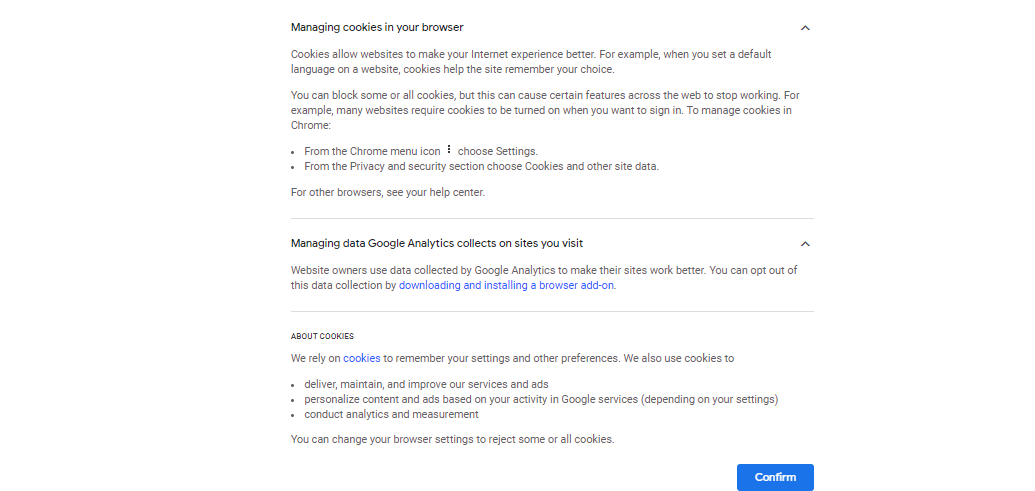 Managing cookies in your browser
Cookies allow websites to make your Internet experience better. For example, when you set a default
language on a website, cookies help the site remember your choice.
You can block some or all cookies, but this can cause certain features across the web to stop working. For
example, many websites require cookies to be turned on when you want to sign in. To manage cookies in
Chrome:
• From the Chrome menu icon ⋮ choose Settings.
• From the Privacy and security section choose Cookies and other site data.
For other browsers, see your help center.
Managing data Google Analytics collects on sites you visit
Website owners use data collected by Google Analytics to make their sites work better. You can opt out of
this data collection by downloading and installing a browser add-on.
ABOUT COOKIES
We rely on cookies to remember your settings and other preferences. We also use cookies to
• deliver, maintain, and improve our services and ads
• personalize content and ads based on your activity in Google services (depending on your settings)
• conduct analytics and measurement
You can change your browser settings to reject some or all cookies.
Confirm